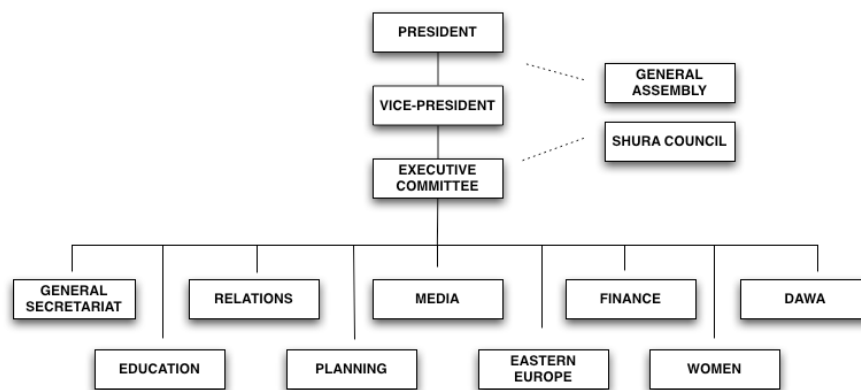 PRESIDENT
GENERAL
ASSEMBLY
VICE-PRESIDENT
SHURA COUNCIL
EXECUTIVE
COMMITTEE
GENERAL
SECRETARIAT
RELATIONS
MEDIA
FINANCE
DAWA
EDUCATION
PLANNING
EASTERN
EUROPE
WOMEN